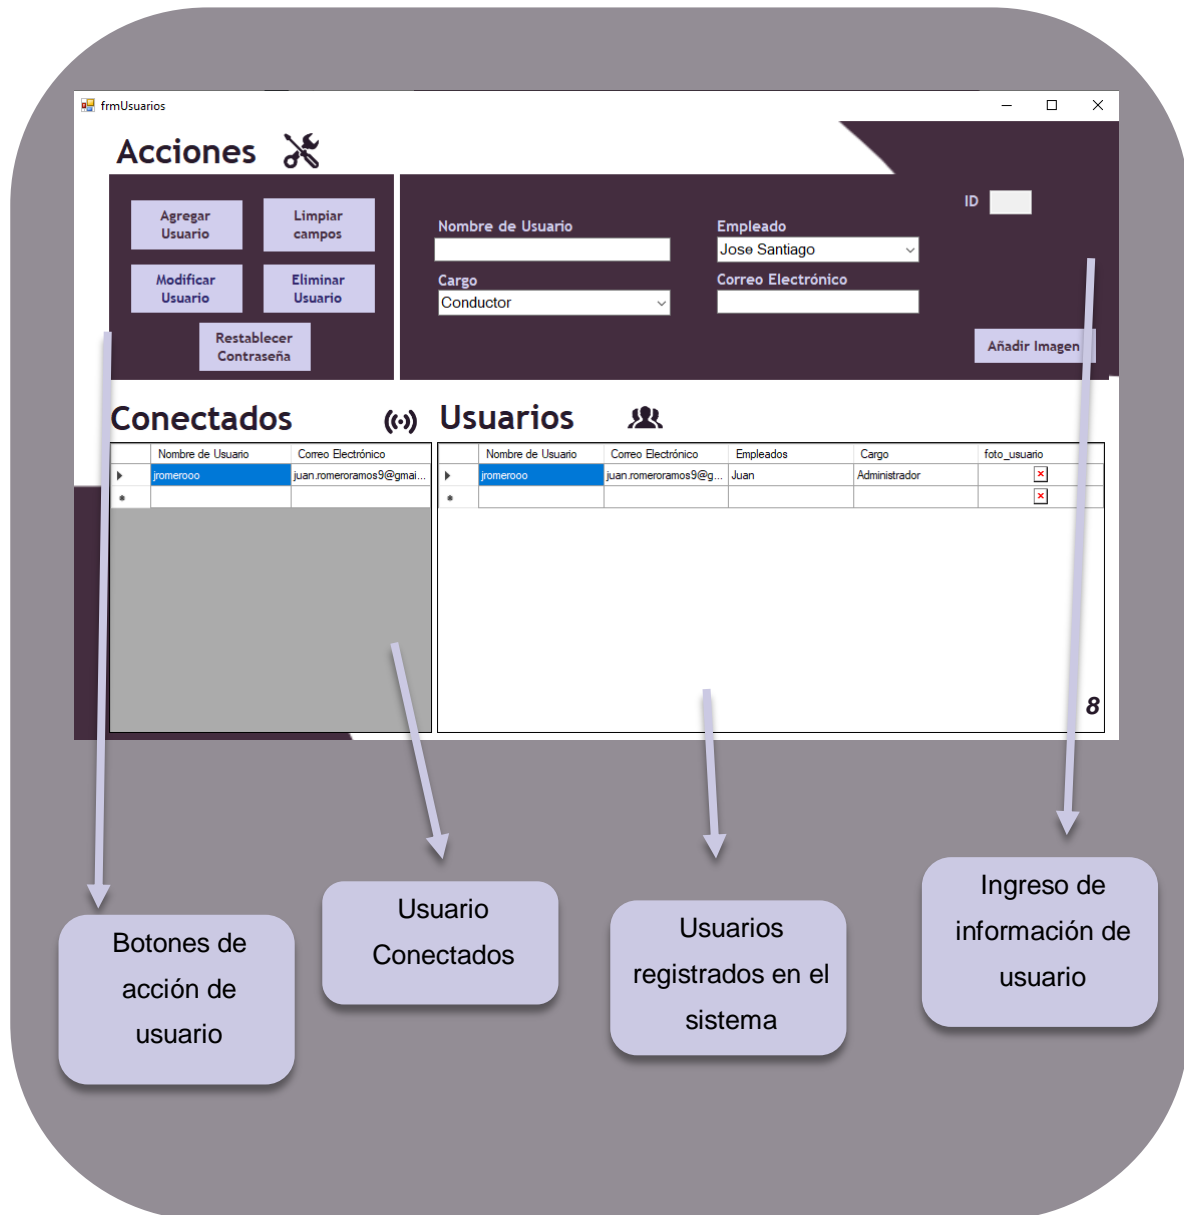 frmUsuarios
Acciones
Agregar
Usuario
Limpiar
campos
Modificar
Usuario
Eliminar
Usuario
Restablecer
Contraseña
ID
Nombre de Usuario
Empleado
Jose Santiago
Cargo
Correo Electrónico
Conductor
Añadir Imagen
Conectados
Nombre de Usuario Correo Electrónico
jromerooo juan.romeroramos9@gmai...
Usuarios
Nombre de Usuario Correo Electrónico Empleados Cargo foto_usuario
jromerooo juan.romeroramos9@g... Juan Administrador
8
Botones de
acción de
usuario
Usuario
Conectados
Usuarios
registrados en el
sistema
Ingreso de
información de
usuario